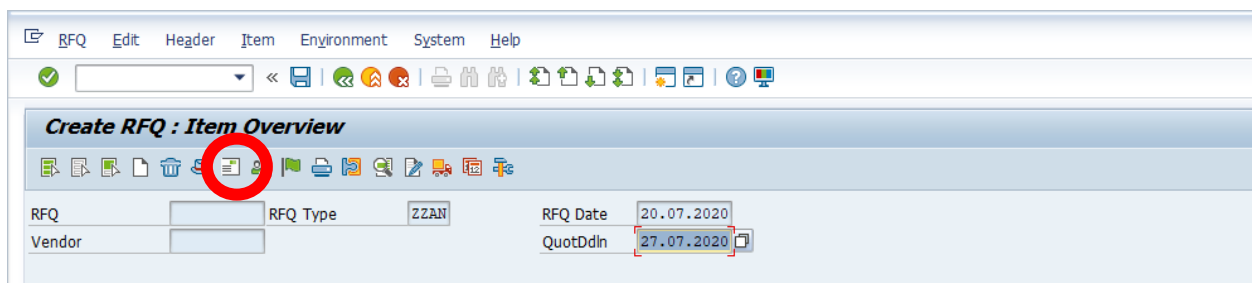 RFQ Edit Header Item Environment System Help
Create RFQ : Item Overview
RFQ RFQ Type ZZAN RFQ Date 20.07.2020
Vendor QuotDdln 27.07.2020